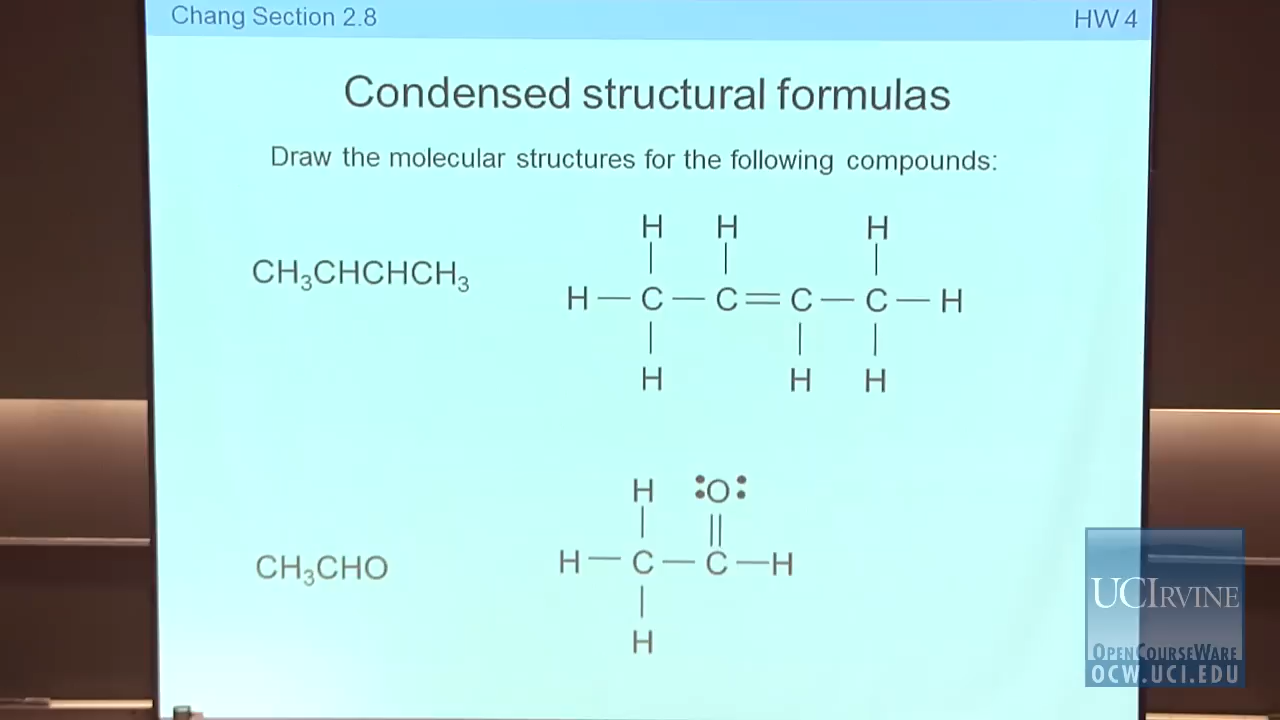 Chang Section 2.8
HW 4
Condensed structural formulas
Draw the molecular structures for the following compounds:
H H H
CH₃CHCHCH₃
H — C — C = C — C — H
H H H
H :O:
CH₃CHO
H — C — C — H
H
UCIRVINE
OPENCOURSEWARE
OCW.UCI.EDU